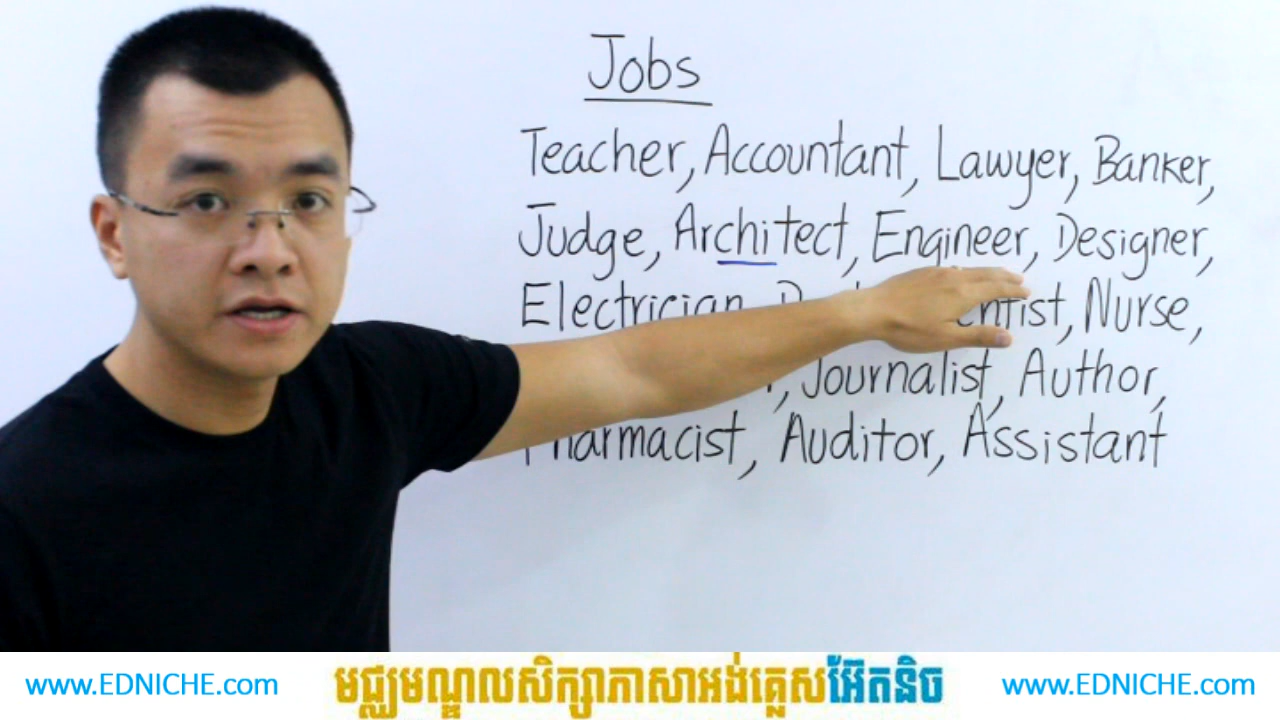 Jobs
Teacher, Accountant, Lawyer, Banker,
Judge, Architect, Engineer, Designer,
Electrician, Nurse,
Journalist, Author,
Pharmacist, Auditor, Assistant
www.EDNICHE.com មជ្ឈមណ្ឌលសិក្សាភាសាអង់គ្លេសអ៊ែតនិច www.EDNICHE.com